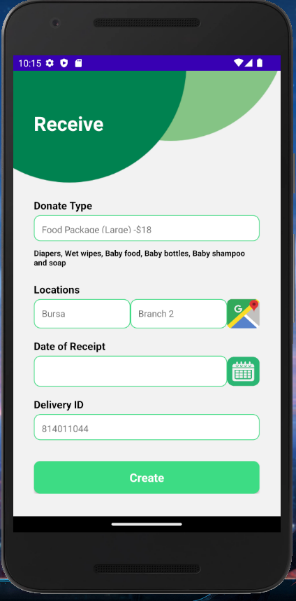 10:15
Receive
Donate Type
Food Package (Large) -$18
Diapers, Wet wipes, Baby food, Baby bottles, Baby shampoo
and soap
Locations
Bursa Branch 2
G
Date of Receipt
Delivery ID
814011044
Create